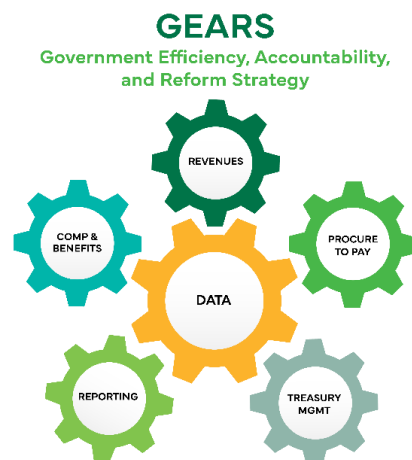 GEARS
Government Efficiency, Accountability,
and Reform Strategy
REVENUES
COMP &
BENEFITS
PROCURE
TO PAY
DATA
REPORTING
TREASURY
MGMT